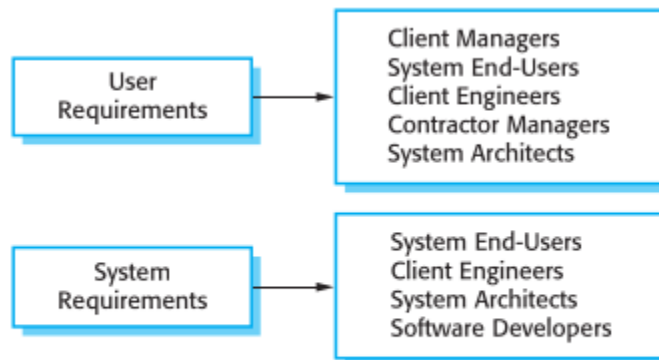 User
Requirements
Client Managers
System End-Users
Client Engineers
Contractor Managers
System Architects
System
Requirements
System End-Users
Client Engineers
System Architects
Software Developers